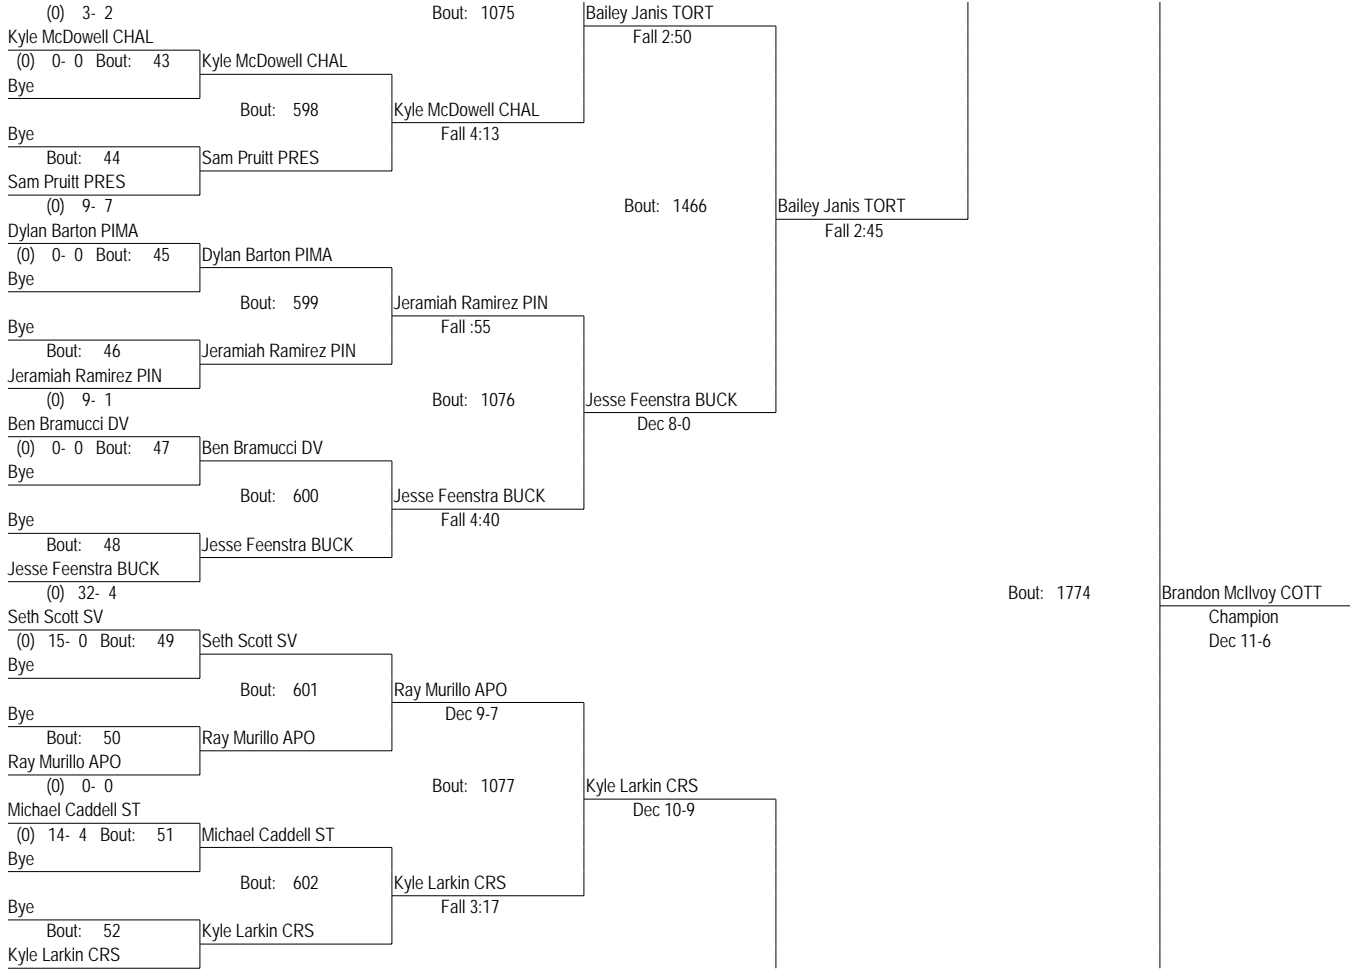 (0) 3- 2 Bout: 1075 Bailey Janis TORT
Kyle McDowell CHAL Fall 2:50
(0) 0- 0 Bout: 43 Kyle McDowell CHAL
Bye
Bout: 598 Kyle McDowell CHAL
Bye Fall 4:13
Bout: 44 Sam Pruitt PRES
Sam Pruitt PRES
(0) 9- 7 Bout: 1466 Bailey Janis TORT
Dylan Barton PIMA Fall 2:45
(0) 0- 0 Bout: 45 Dylan Barton PIMA
Bye
Bout: 599 Jeramiah Ramirez PIN
Bye Fall :55
Bout: 46 Jeramiah Ramirez PIN
Jeramiah Ramirez PIN
(0) 9- 1 Bout: 1076 Jesse Feenstra BUCK
Ben Bramucci DV Dec 8-0
(0) 0- 0 Bout: 47 Ben Bramucci DV
Bye
Bout: 600 Jesse Feenstra BUCK
Bye Fall 4:40
Bout: 48 Jesse Feenstra BUCK
Jesse Feenstra BUCK
(0) 32- 4 Bout: 1774 Brandon McIlvoy COTT
Seth Scott SV Champion
(0) 15- 0 Bout: 49 Seth Scott SV Dec 11-6
Bye
Bout: 601 Ray Murillo APO
Bye Dec 9-7
Bout: 50 Ray Murillo APO
Ray Murillo APO
(0) 0- 0 Bout: 1077 Kyle Larkin CRS
Michael Caddell ST Dec 10-9
(0) 14- 4 Bout: 51 Michael Caddell ST
Bye
Bout: 602 Kyle Larkin CRS
Bye Fall 3:17
Bout: 52 Kyle Larkin CRS
Kyle Larkin CRS